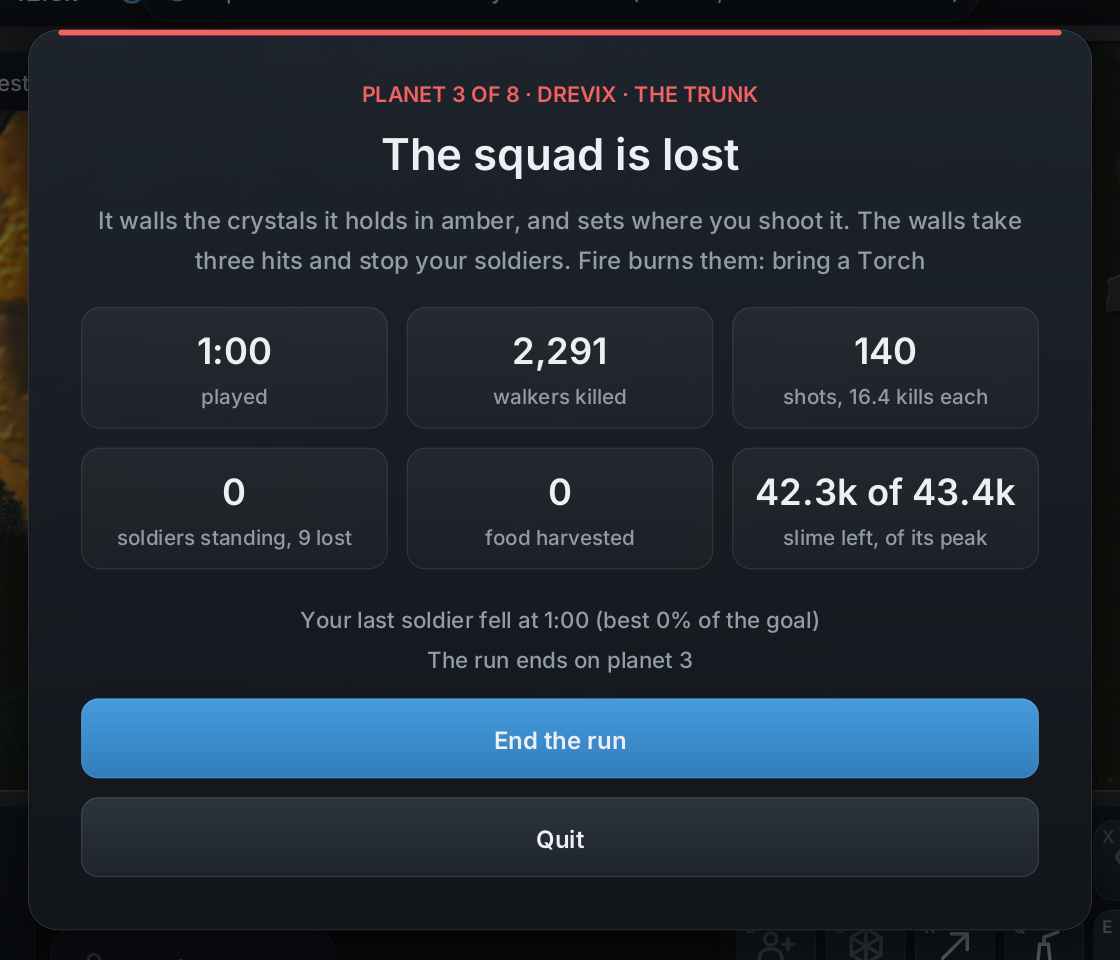 PLANET 3 OF 8 · DREVIX · THE TRUNK
The squad is lost
It walls the crystals it holds in amber, and sets where you shoot it. The walls take
three hits and stop your soldiers. Fire burns them: bring a Torch
1:00
played
2,291
walkers killed
140
shots, 16.4 kills each
0
soldiers standing, 9 lost
0
food harvested
42.3k of 43.4k
slime left, of its peak
Your last soldier fell at 1:00 (best 0% of the goal)
The run ends on planet 3
End the run
Quit
X
E